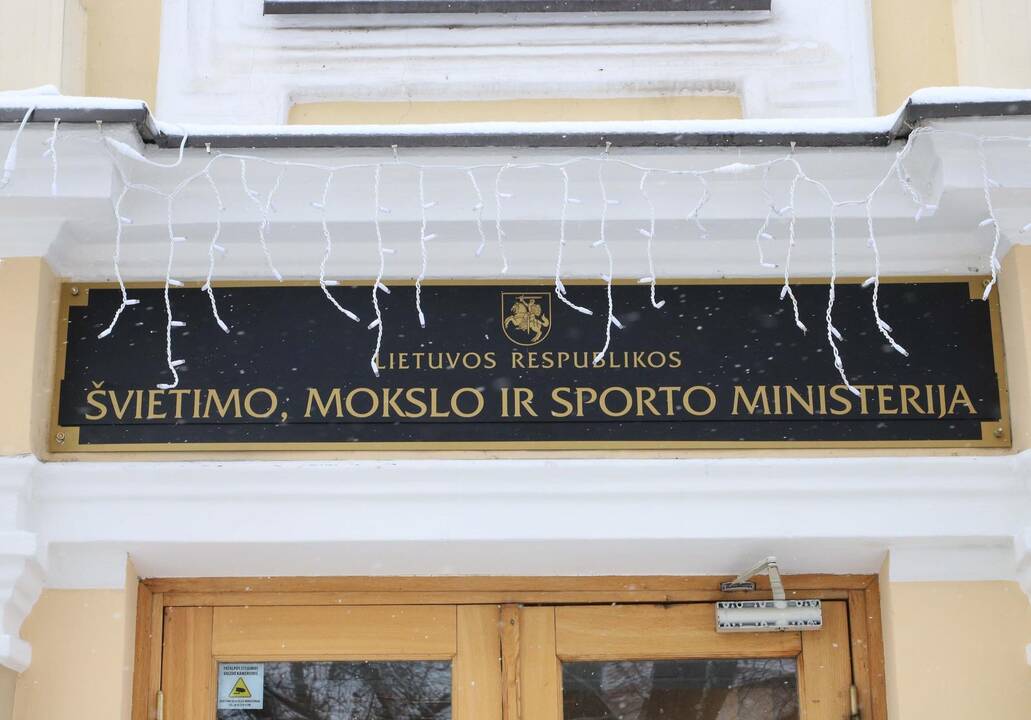 LIETUVOS RESPUBLIKOS
ŠVIETIMO, MOKSLO IR SPORTO MINISTERIJA